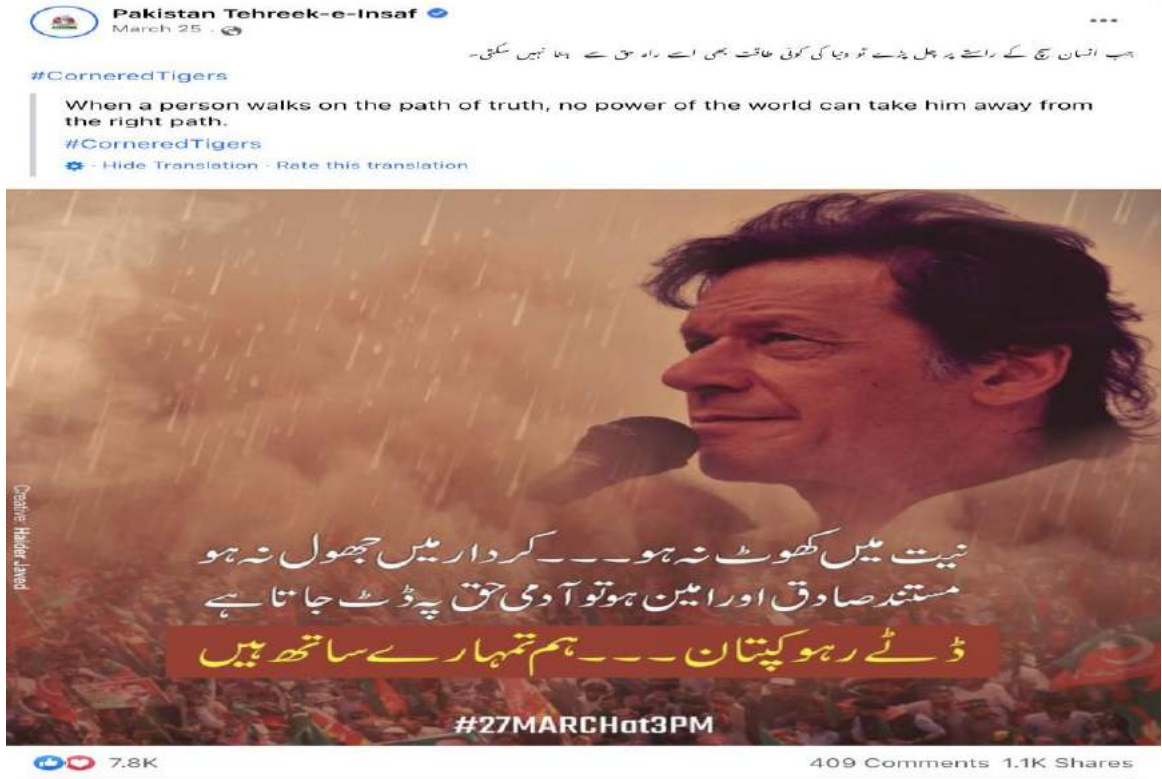 Pakistan Tehreek-e-Insaf
March 25 ·
جب انسان سچ کے راستے پر چل پڑے تو دنیا کی کوئی طاقت بھی اسے راہ حق سے ہٹا نہیں سکتی۔
#CorneredTigers
When a person walks on the path of truth, no power of the world can take him away from
the right path.
#CorneredTigers
· Hide Translation · Rate this translation
Creative: Haider Javed
نیت میں کھوٹ نہ ہو۔۔۔کردار میں جھول نہ ہو
مستند صادق اور امین ہو تو آدمی حق پہ ڈٹ جاتا ہے
ڈٹے رہو کپتان۔۔۔ہم تمہارے ساتھ ہیں
#27MARCHat3PM
7.8K
409 Comments 1.1K Shares